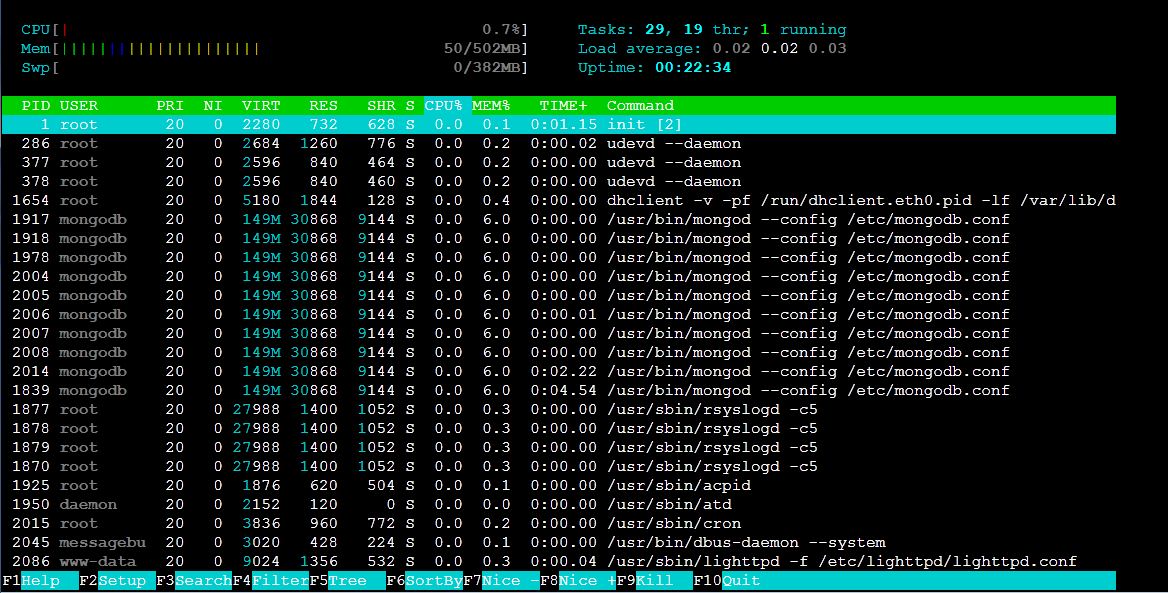 CPU[| 0.7%] Tasks: 29, 19 thr; 1 running
Mem[||||||||||||||||||||| 50/502MB] Load average: 0.02 0.02 0.03
Swp[ 0/382MB] Uptime: 00:22:34
PID USER PRI NI VIRT RES SHR S CPU% MEM% TIME+ Command
1 root 20 0 2280 732 628 S 0.0 0.1 0:01.15 init [2]
286 root 20 0 2684 1260 776 S 0.0 0.2 0:00.02 udevd --daemon
377 root 20 0 2596 840 464 S 0.0 0.2 0:00.00 udevd --daemon
378 root 20 0 2596 840 460 S 0.0 0.2 0:00.00 udevd --daemon
1654 root 20 0 5180 1844 128 S 0.0 0.4 0:00.00 dhclient -v -pf /run/dhclient.eth0.pid -lf /var/lib/d
1917 mongodb 20 0 149M 30868 9144 S 0.0 6.0 0:00.00 /usr/bin/mongod --config /etc/mongodb.conf
1918 mongodb 20 0 149M 30868 9144 S 0.0 6.0 0:00.00 /usr/bin/mongod --config /etc/mongodb.conf
1978 mongodb 20 0 149M 30868 9144 S 0.0 6.0 0:00.00 /usr/bin/mongod --config /etc/mongodb.conf
2004 mongodb 20 0 149M 30868 9144 S 0.0 6.0 0:00.00 /usr/bin/mongod --config /etc/mongodb.conf
2005 mongodb 20 0 149M 30868 9144 S 0.0 6.0 0:00.00 /usr/bin/mongod --config /etc/mongodb.conf
2006 mongodb 20 0 149M 30868 9144 S 0.0 6.0 0:00.01 /usr/bin/mongod --config /etc/mongodb.conf
2007 mongodb 20 0 149M 30868 9144 S 0.0 6.0 0:00.00 /usr/bin/mongod --config /etc/mongodb.conf
2008 mongodb 20 0 149M 30868 9144 S 0.0 6.0 0:00.00 /usr/bin/mongod --config /etc/mongodb.conf
2014 mongodb 20 0 149M 30868 9144 S 0.0 6.0 0:02.22 /usr/bin/mongod --config /etc/mongodb.conf
1839 mongodb 20 0 149M 30868 9144 S 0.0 6.0 0:04.54 /usr/bin/mongod --config /etc/mongodb.conf
1877 root 20 0 27988 1400 1052 S 0.0 0.3 0:00.00 /usr/sbin/rsyslogd -c5
1878 root 20 0 27988 1400 1052 S 0.0 0.3 0:00.00 /usr/sbin/rsyslogd -c5
1879 root 20 0 27988 1400 1052 S 0.0 0.3 0:00.00 /usr/sbin/rsyslogd -c5
1870 root 20 0 27988 1400 1052 S 0.0 0.3 0:00.00 /usr/sbin/rsyslogd -c5
1925 root 20 0 1876 620 504 S 0.0 0.1 0:00.00 /usr/sbin/acpid
1950 daemon 20 0 2152 120 0 S 0.0 0.0 0:00.00 /usr/sbin/atd
2015 root 20 0 3836 960 772 S 0.0 0.2 0:00.00 /usr/sbin/cron
2045 messagebu 20 0 3020 428 224 S 0.0 0.1 0:00.00 /usr/bin/dbus-daemon --system
2086 www-data 20 0 9024 1356 532 S 0.0 0.3 0:00.04 /usr/sbin/lighttpd -f /etc/lighttpd/lighttpd.conf
F1Help F2Setup F3SearchF4FilterF5Tree F6SortByF7Nice -F8Nice +F9Kill F10Quit